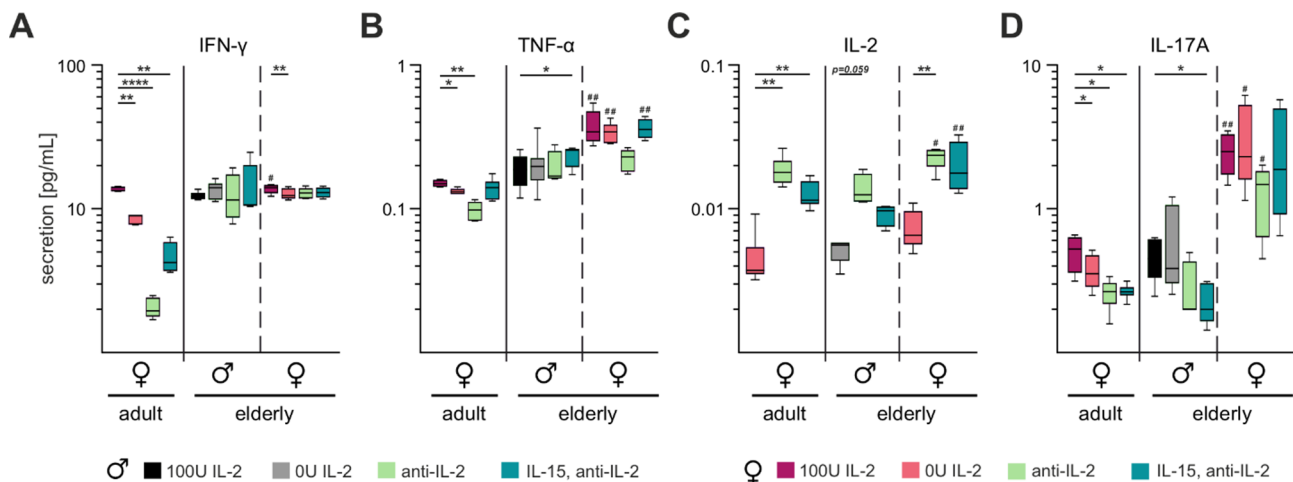 A IFN-γ
B TNF-α
C IL-2
D IL-17A
secretion [pg/mL]
100
10
** 
****
**
**
#
1
0.1
**
*
*
## ## ##
0.1
0.01
**
**
p=0.059
**
# ##
10
1
*
*
*
*
## # #
♀ ♂ ♀
adult elderly
♀ ♂ ♀
adult elderly
♀ ♂ ♀
adult elderly
♀ ♂ ♀
adult elderly
♂ 100U IL-2 0U IL-2 anti-IL-2 IL-15, anti-IL-2
♀ 100U IL-2 0U IL-2 anti-IL-2 IL-15, anti-IL-2